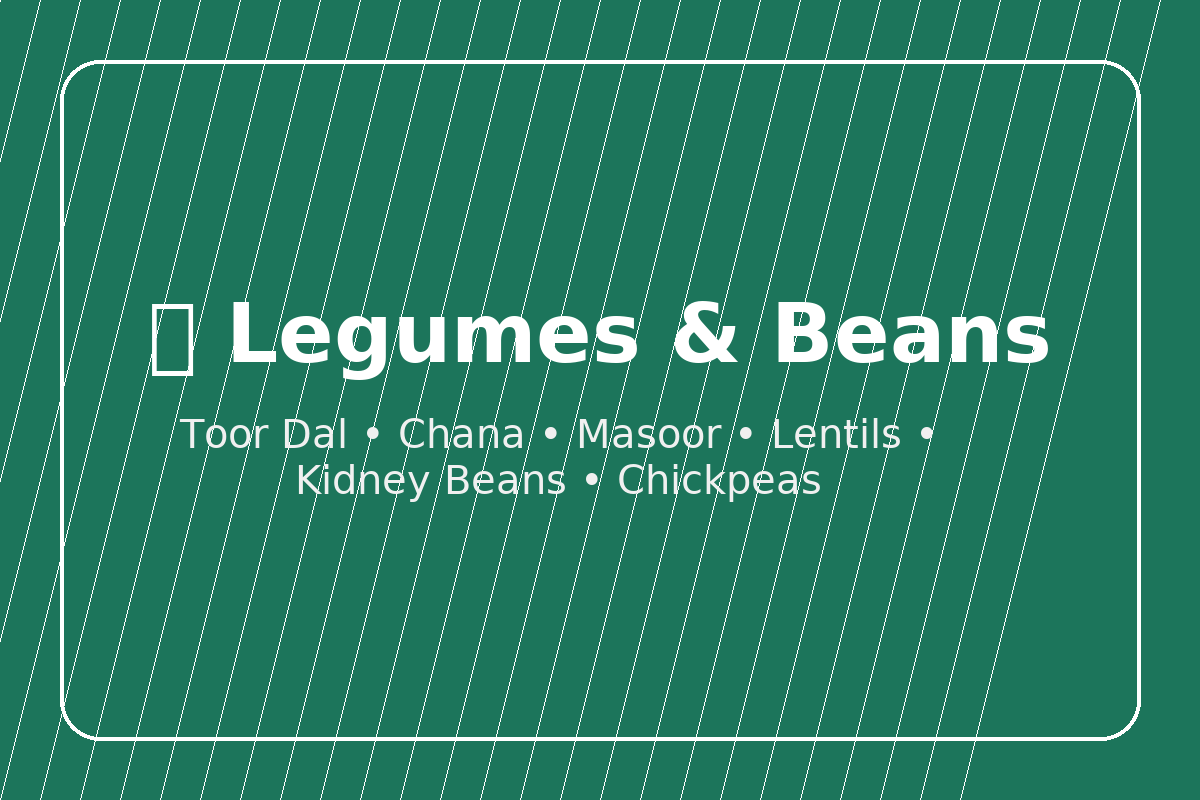 Legumes & Beans
Toor Dal • Chana • Masoor • Lentils •
Kidney Beans • Chickpeas